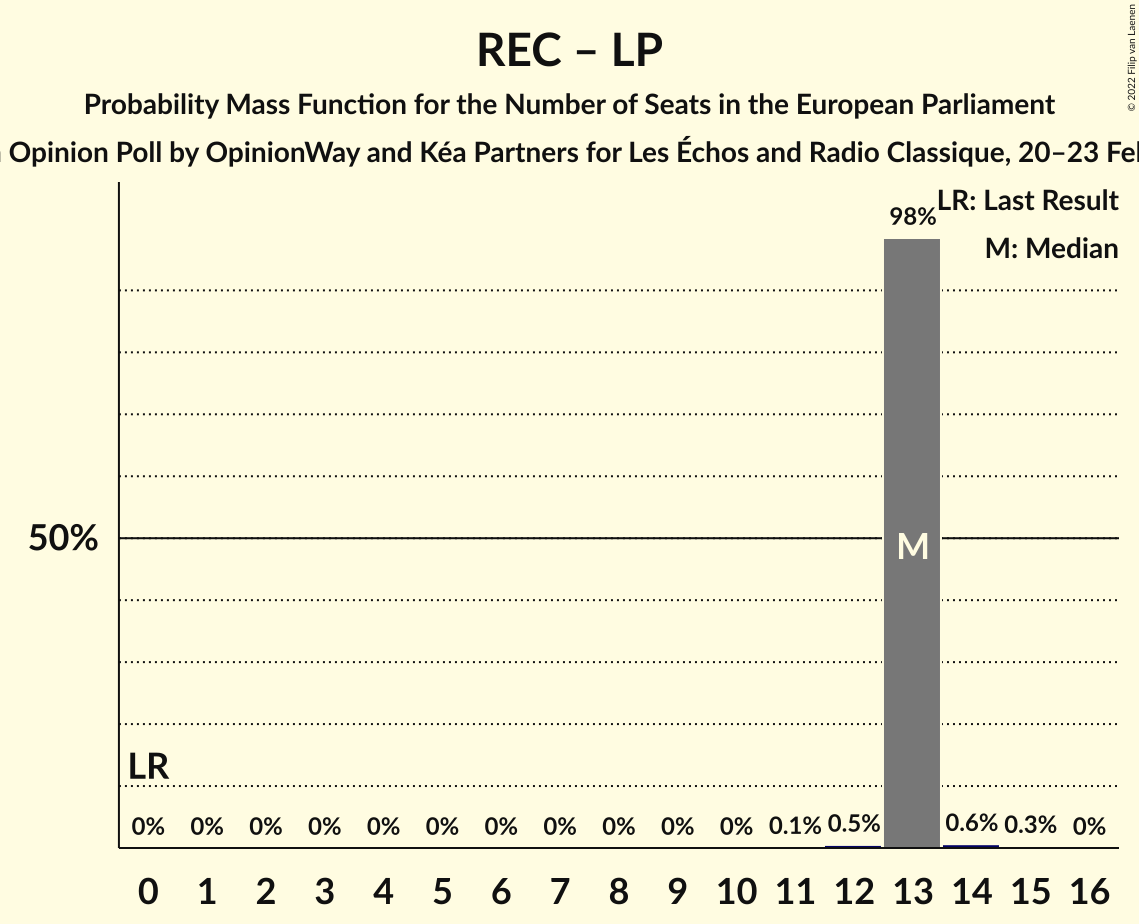 REC – LP
Probability Mass Function for the Number of Seats in the European Parliament
Opinion Poll by OpinionWay and Kéa Partners for Les Échos and Radio Classique, 20–23
© 2022 Filip van Laenen
LR: Last Result
M: Median
98%
50%
M
LR
0% 0% 0% 0% 0% 0% 0% 0% 0% 0% 0% 0.1% 0.5% 0.6% 0.3% 0%
0 1 2 3 4 5 6 7 8 9 10 11 12 13 14 15 16